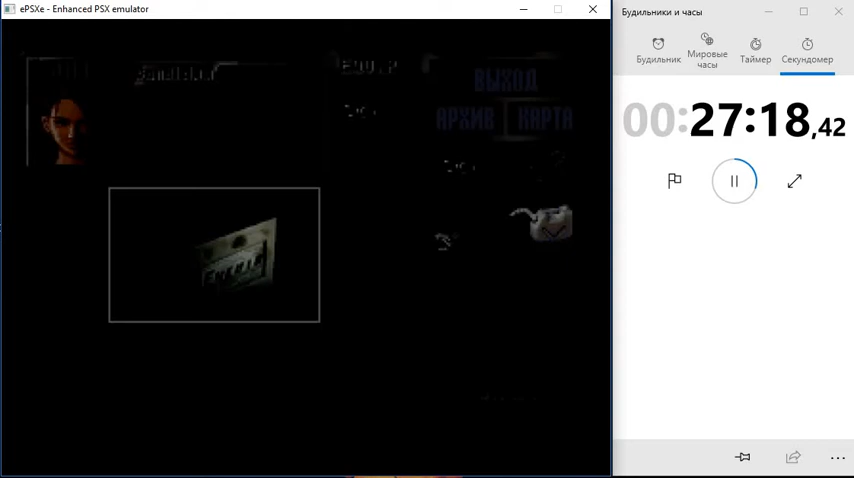 ePSXe - Enhanced PSX emulator
Будильники и часы
Будильник
Мировые часы
Таймер
Секундомер
00:27:18,42
ВЫХОД
АРХИВ КАРТА